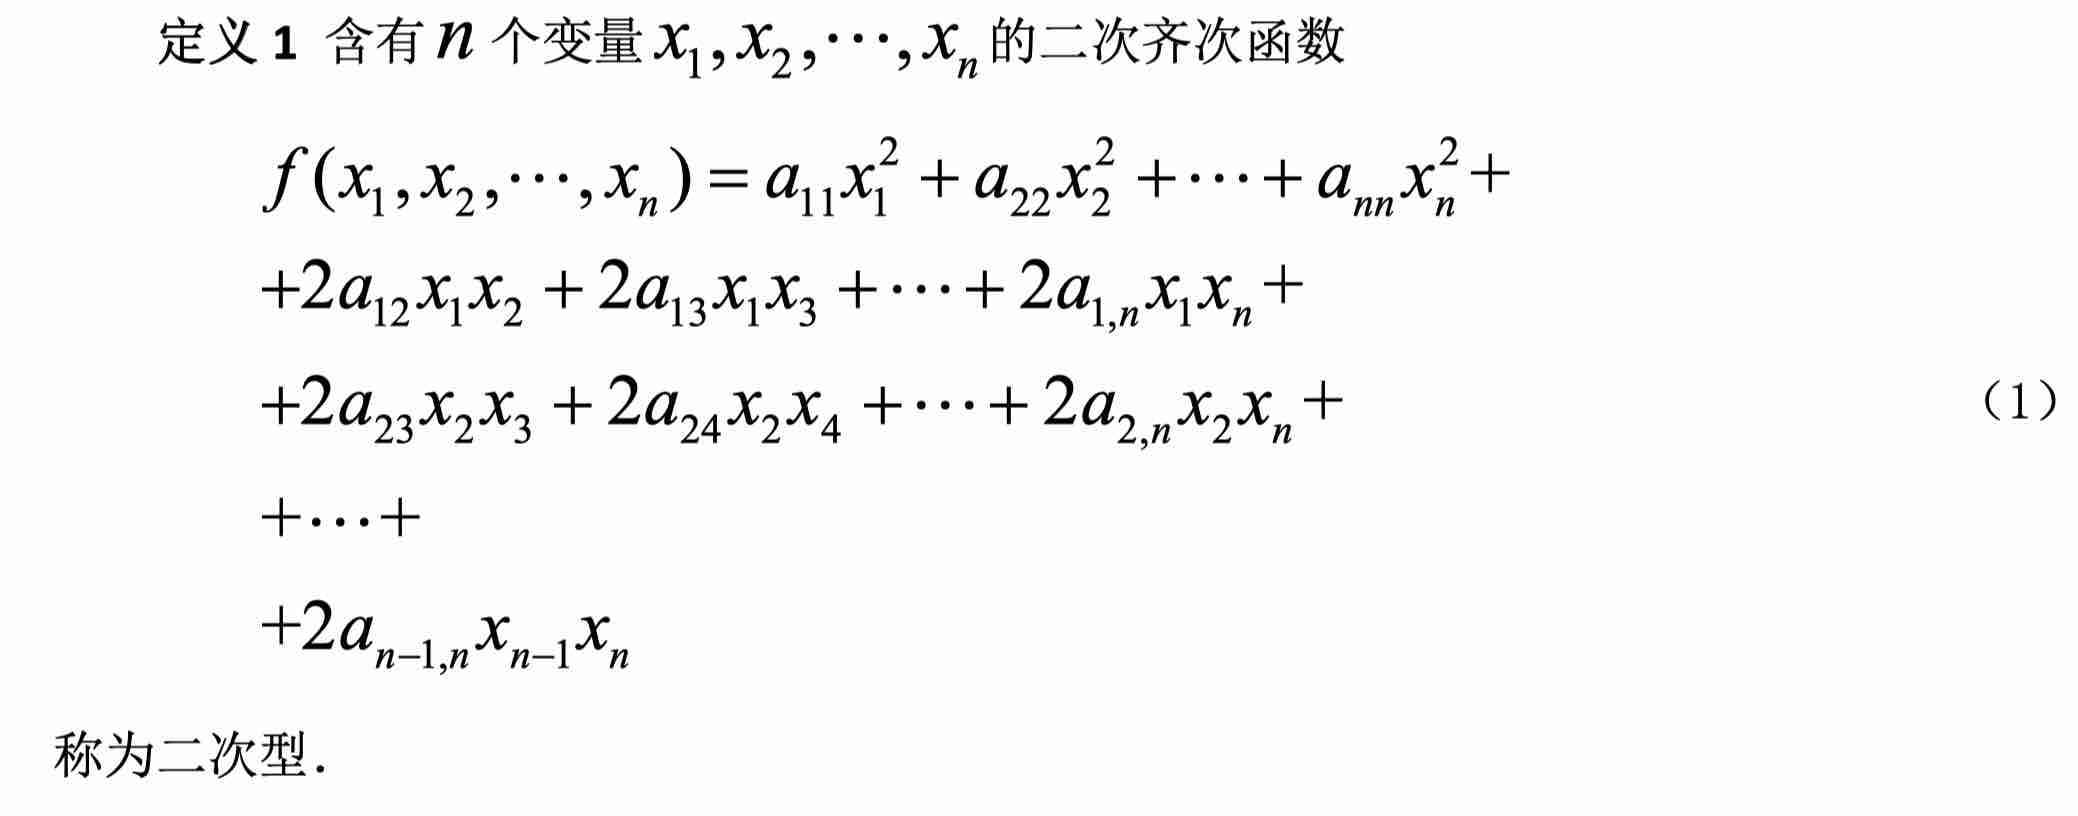 定义 1 含有 n 个变量 x₁, x₂, ⋯, xₙ 的二次齐次函数
f(x₁, x₂, ⋯, xₙ) = a₁₁x₁² + a₂₂x₂² + ⋯ + aₙₙxₙ² +
+2a₁₂x₁x₂ + 2a₁₃x₁x₃ + ⋯ + 2a₁,ₙx₁xₙ +
+2a₂₃x₂x₃ + 2a₂₄x₂x₄ + ⋯ + 2a₂,ₙx₂xₙ + （1）
+⋯+
+2aₙ₋₁,ₙxₙ₋₁xₙ
称为二次型.